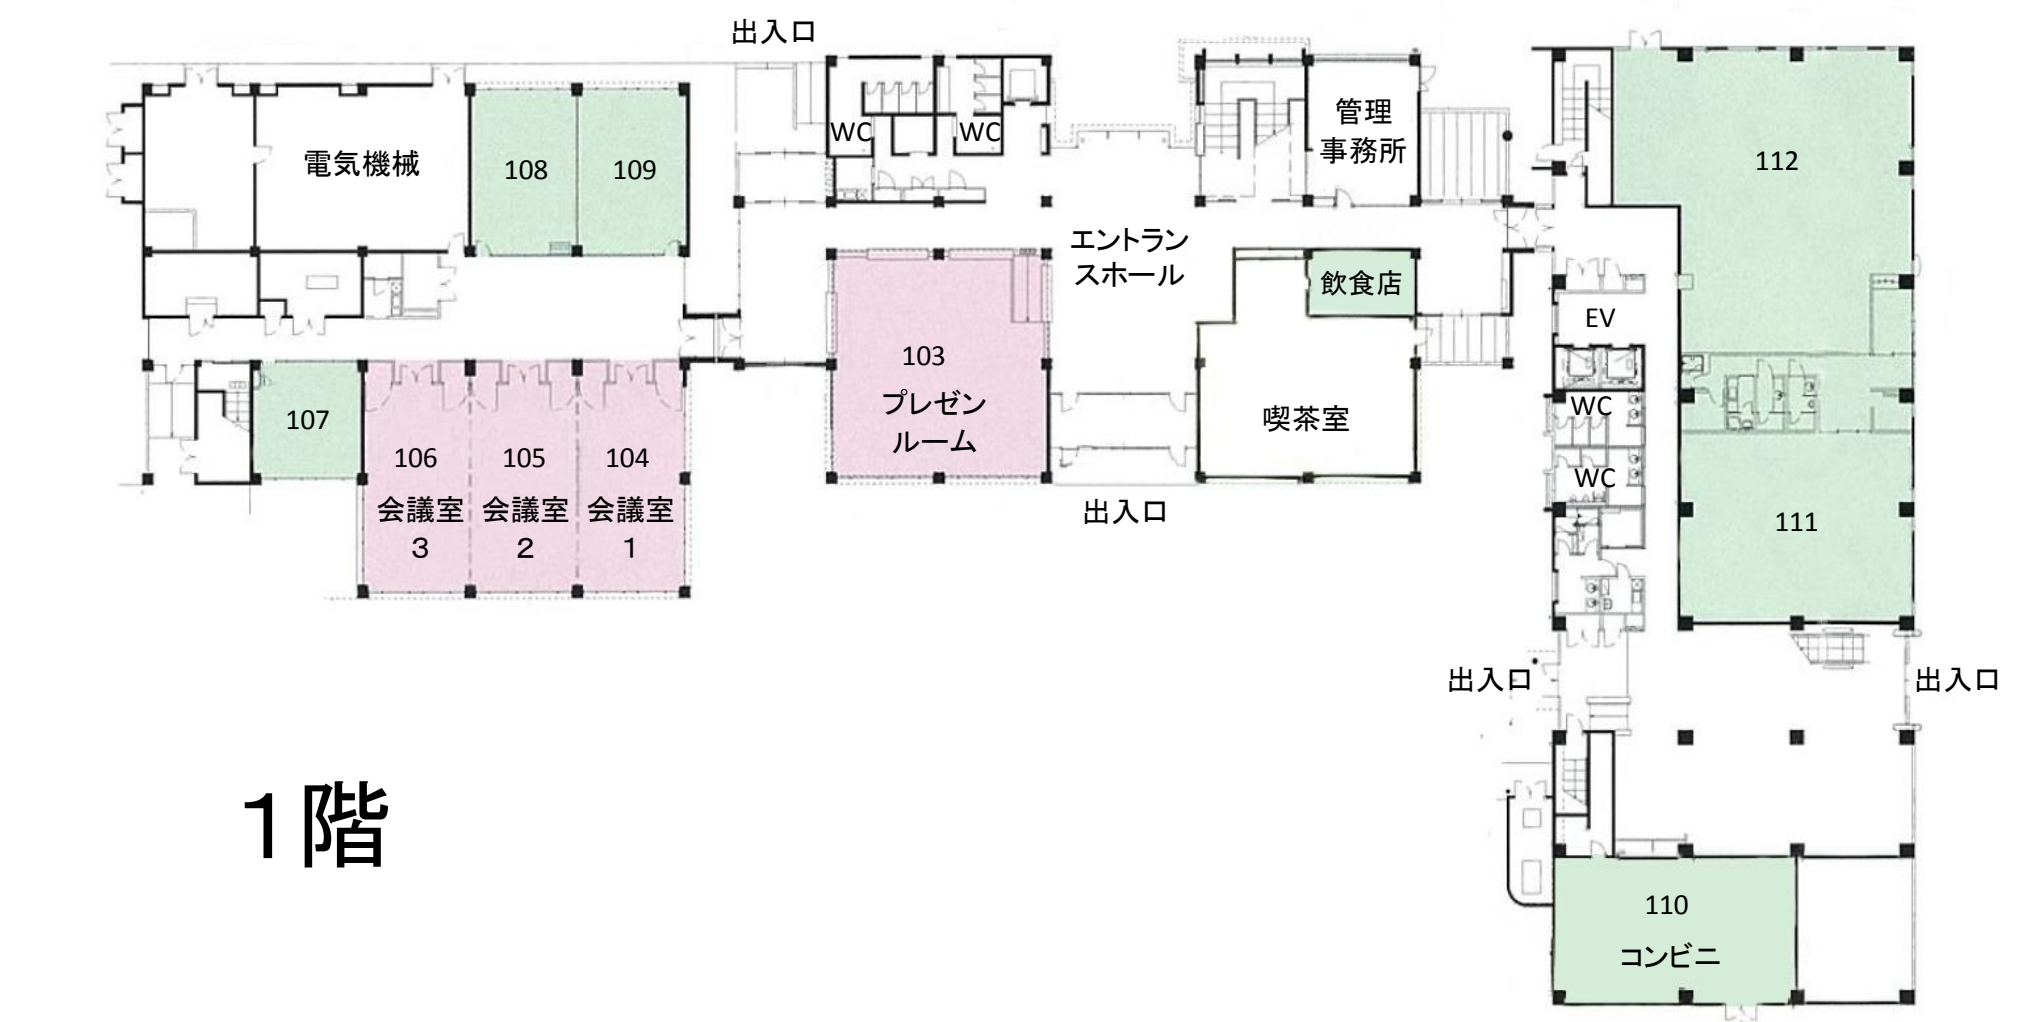 出入口
WC
WC
管理
事務所
電気機械
108
109
112
エントラン
スホール
飲食店
EV
103
プレゼン
ルーム
喫茶室
107
106
会議室
3
105
会議室
2
104
会議室
1
WC
WC
出入口
111
出入口
出入口
1階
110
コンビニ